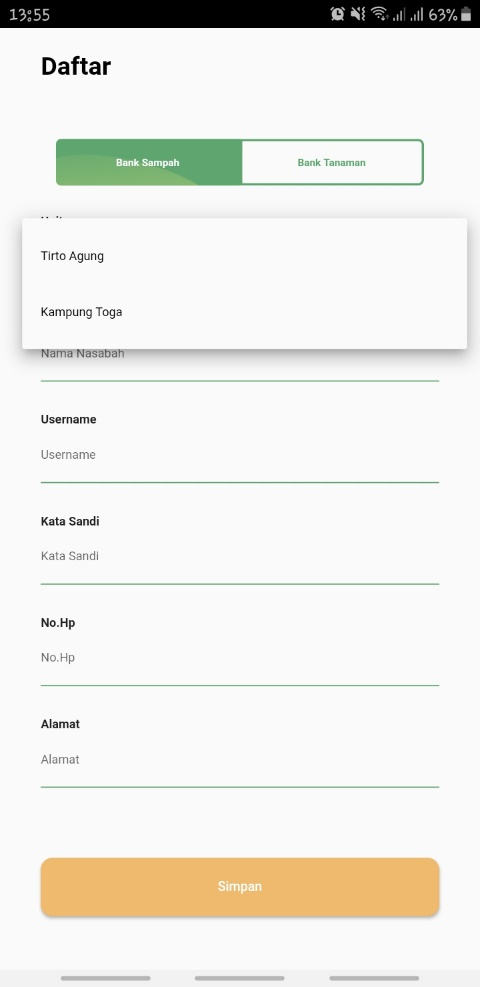 13:55
63%
Daftar
Bank Sampah
Bank Tanaman
Tirto Agung
Kampung Toga
Nama Nasabah
Username
Username
Kata Sandi
Kata Sandi
No.Hp
No.Hp
Alamat
Alamat
Simpan